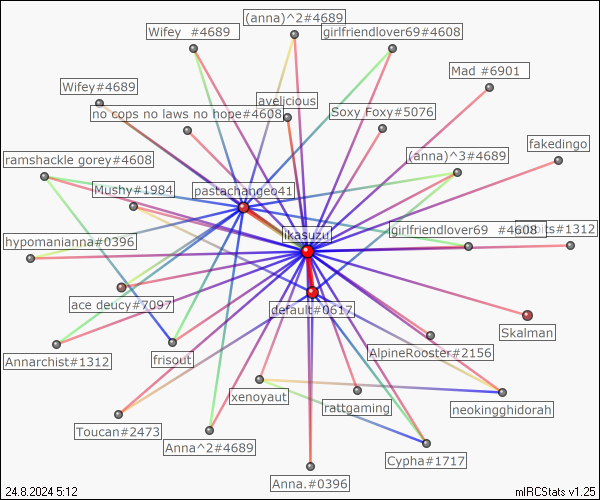 (anna)^2#4689
Wifey  #4689
girlfriendlover69#4608
Mad #6901
Wifey#4689
avelicious
no cops no laws no hope#4608
Soxy Foxy#5076
fakedingo
(anna)^3#4689
ramshackle gorey#4608
Mushy#1984
pastachangeo41
ikasuzu
girlfriendlover69  #4608
#1312
hypomanianna#0396
ace deucy#7097
default#0617
Skalman
AlpineRooster#2156
Annarchist#1312
frisout
xenoyaut
rattgaming
neokingghidorah
Toucan#2473
Anna^2#4689
Cypha#1717
Anna.#0396
24.8.2024 5:12
mIRCStats v1.25